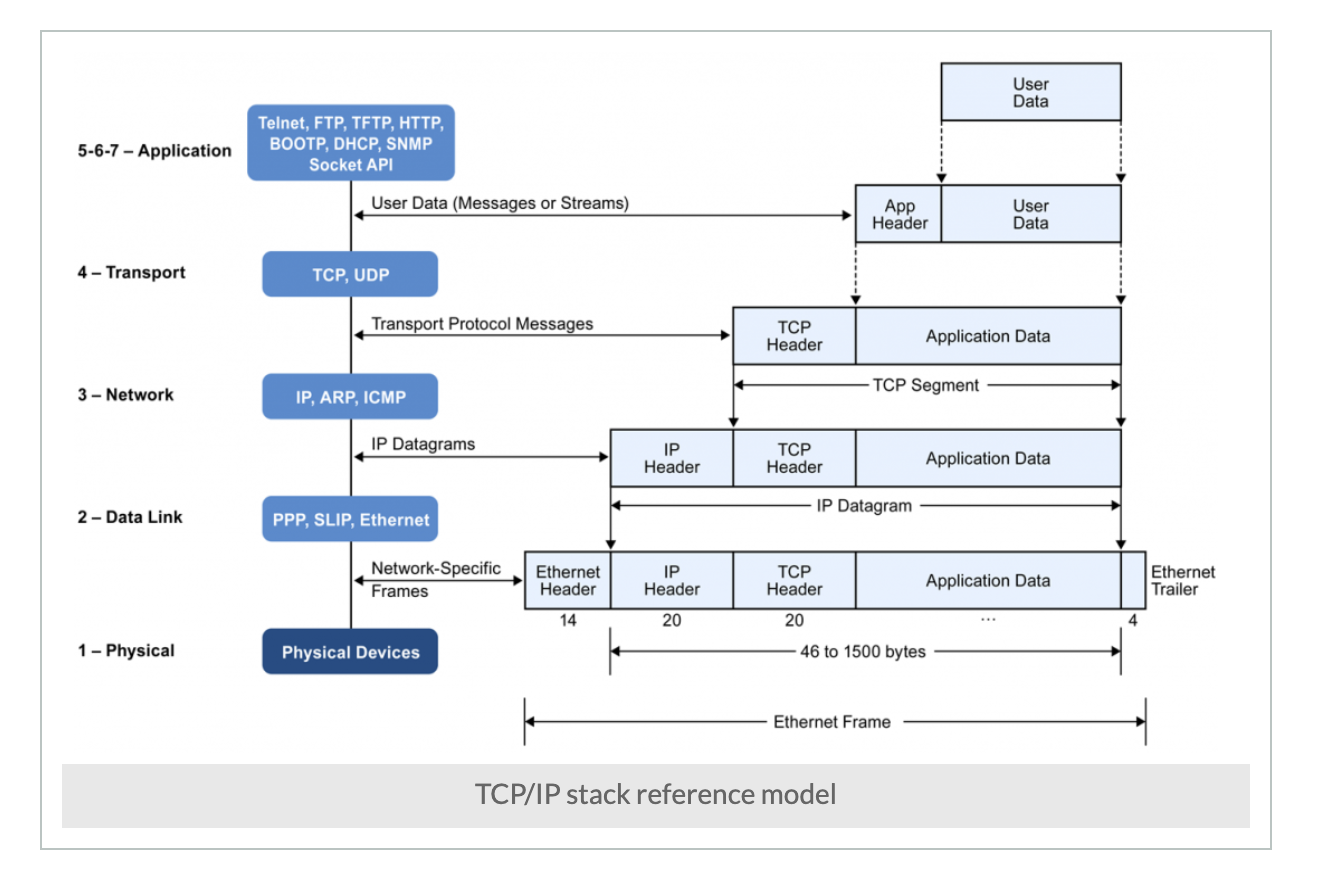 User
Data
Telnet, FTP, TFTP, HTTP,
BOOTP, DHCP, SNMP
Socket API
5-6-7 – Application
User Data (Messages or Streams)
App
Header
User
Data
4 – Transport
TCP, UDP
Transport Protocol Messages
TCP
Header
Application Data
TCP Segment
3 – Network
IP, ARP, ICMP
IP Datagrams
IP
Header
TCP
Header
Application Data
IP Datagram
2 – Data Link
PPP, SLIP, Ethernet
Network-Specific
Frames
Ethernet
Header
IP
Header
TCP
Header
Application Data
Ethernet
Trailer
14
20
20
...
4
1 – Physical
Physical Devices
46 to 1500 bytes
Ethernet Frame
TCP/IP stack reference model